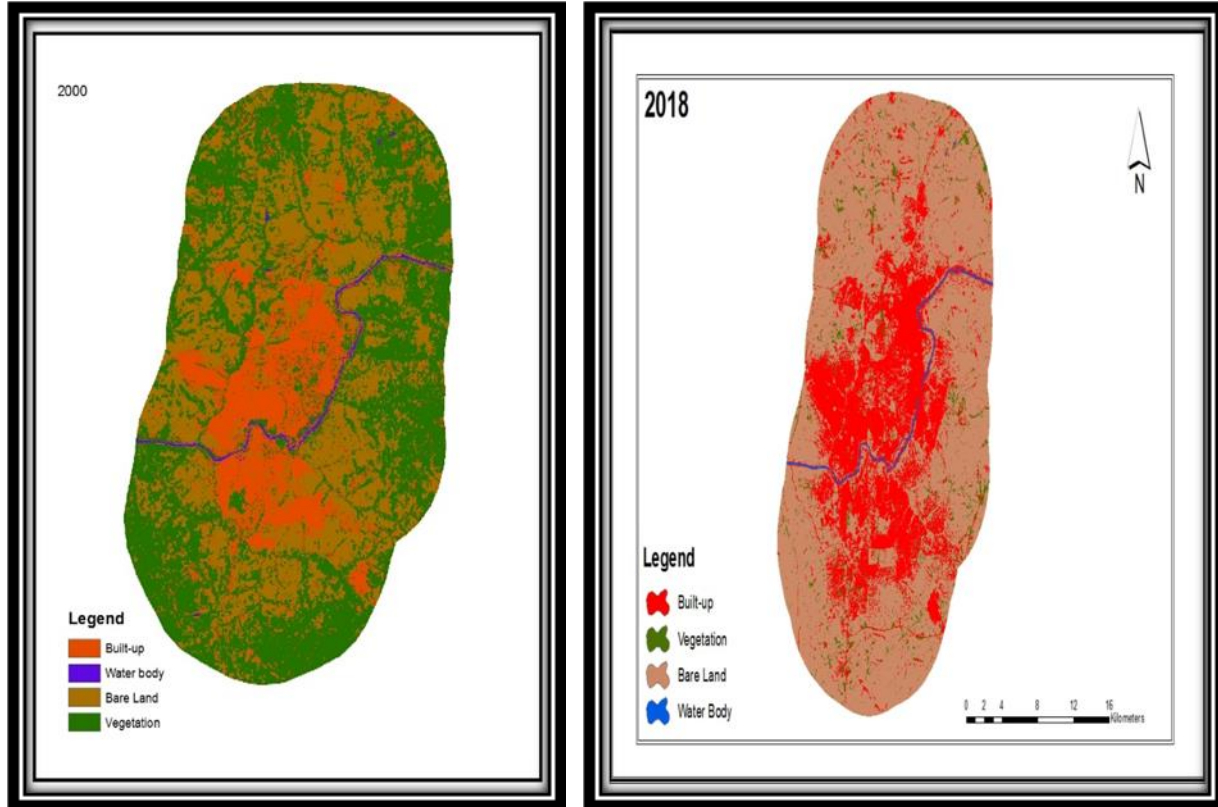 2000
Legend
Built-up
Water body
Bare Land
Vegetation
2018
N
Legend
Built-up
Vegetation
Bare Land
Water Body
0 2 4 8 12 16
Kilometers